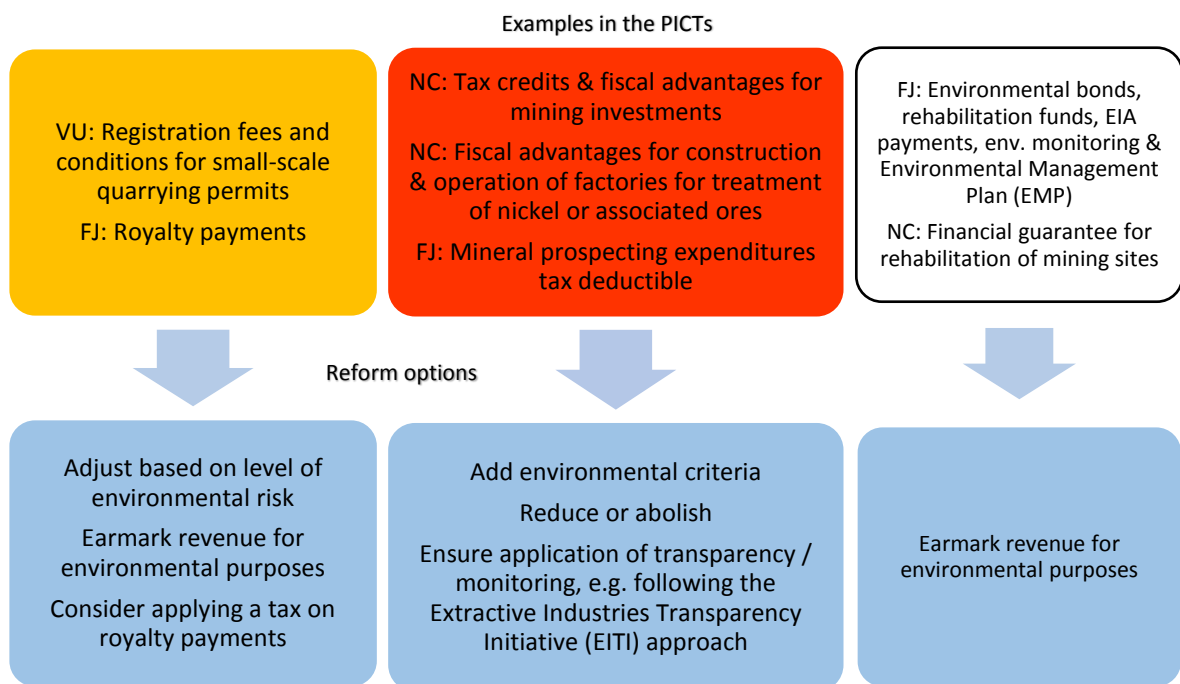 Examples in the PICTs
VU: Registration fees and
conditions for small-scale
quarrying permits
FJ: Royalty payments
NC: Tax credits & fiscal advantages for
mining investments
NC: Fiscal advantages for construction
& operation of factories for treatment
of nickel or associated ores
FJ: Mineral prospecting expenditures
tax deductible
FJ: Environmental bonds,
rehabilitation funds, EIA
payments, env. monitoring &
Environmental Management
Plan (EMP)
NC: Financial guarantee for
rehabilitation of mining sites
Reform options
Adjust based on level of
environmental risk
Earmark revenue for
environmental purposes
Consider applying a tax on
royalty payments
Add environmental criteria
Reduce or abolish
Ensure application of transparency /
monitoring, e.g. following the
Extractive Industries Transparency
Initiative (EITI) approach
Earmark revenue for
environmental purposes